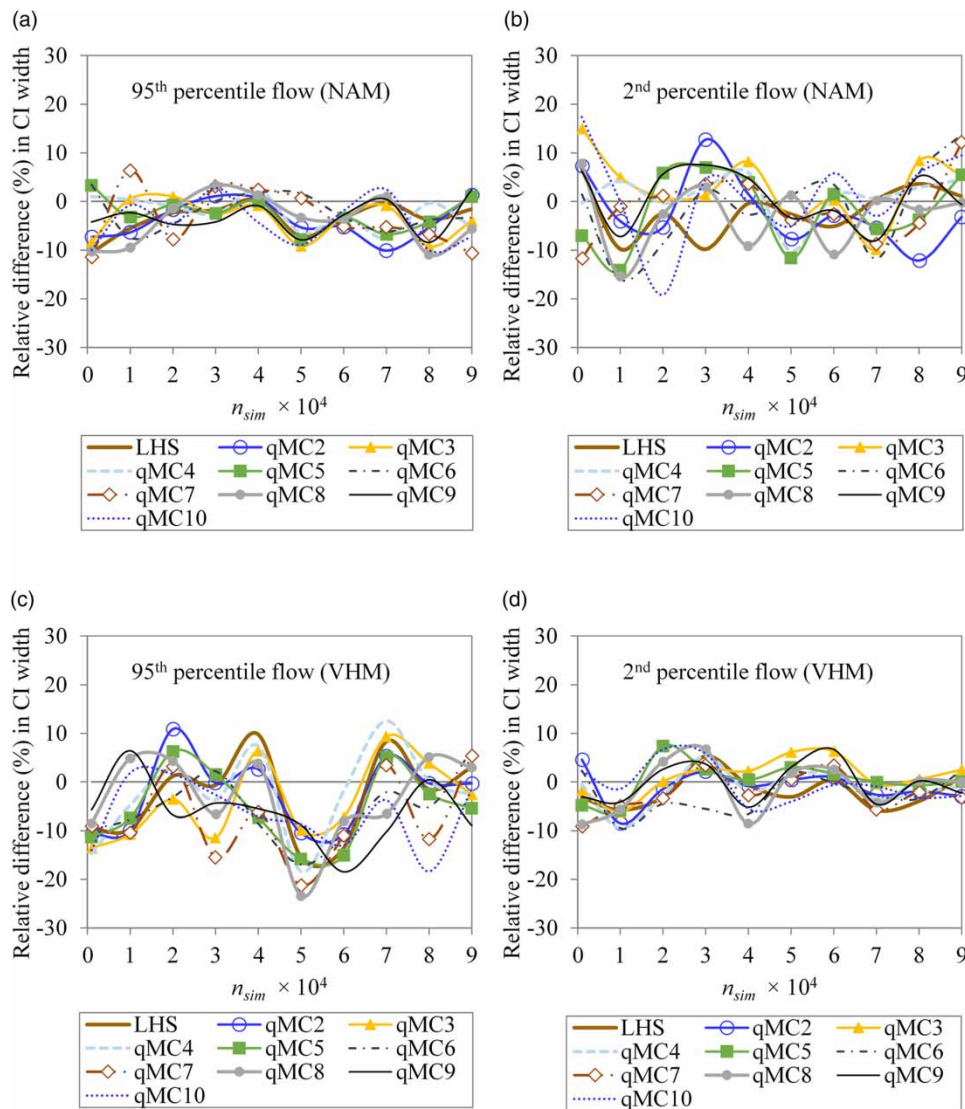 (a)
Relative difference (%) in CI width
30
20
10
0
-10
-20
-30
95th percentile flow (NAM)
0 1 2 3 4 5 6 7 8 9
nsim × 10^4
LHS qMC2 qMC3
qMC4 qMC5 qMC6
qMC7 qMC8 qMC9
qMC10
(b)
Relative difference (%) in CI width
30
20
10
0
-10
-20
-30
2nd percentile flow (NAM)
0 1 2 3 4 5 6 7 8 9
nsim × 10^4
LHS qMC2 qMC3
qMC4 qMC5 qMC6
qMC7 qMC8 qMC9
qMC10
(c)
Relative difference (%) in CI width
30
20
10
0
-10
-20
-30
95th percentile flow (VHM)
0 1 2 3 4 5 6 7 8 9
nsim × 10^4
LHS qMC2 qMC3
qMC4 qMC5 qMC6
qMC7 qMC8 qMC9
qMC10
(d)
Relative difference (%) in CI width
30
20
10
0
-10
-20
-30
2nd percentile flow (VHM)
0 1 2 3 4 5 6 7 8 9
nsim × 10^4
LHS qMC2 qMC3
qMC4 qMC5 qMC6
qMC7 qMC8 qMC9
qMC10